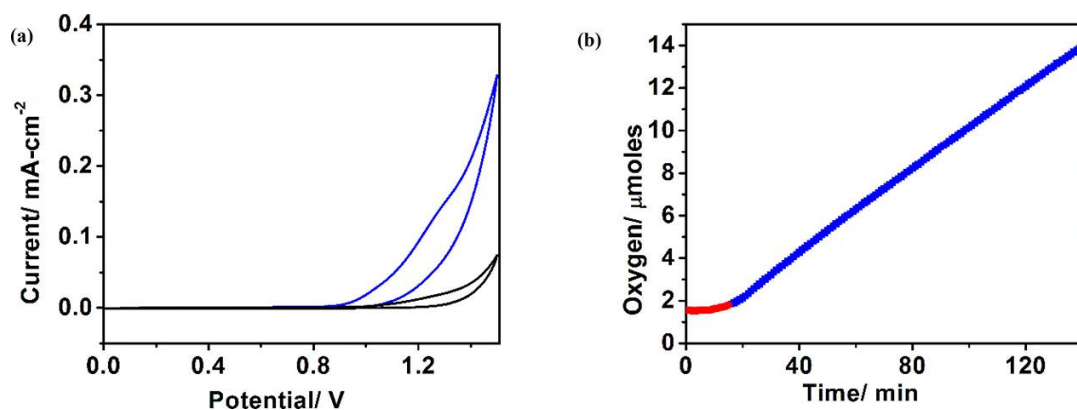 (a)
Current/ mA-cm-2
0.4
0.3
0.2
0.1
0.0
0.0 0.4 0.8 1.2
Potential/ V
(b)
Oxygen/ μmoles
14
12
10
8
6
4
2
0
0 40 80 120
Time/ min